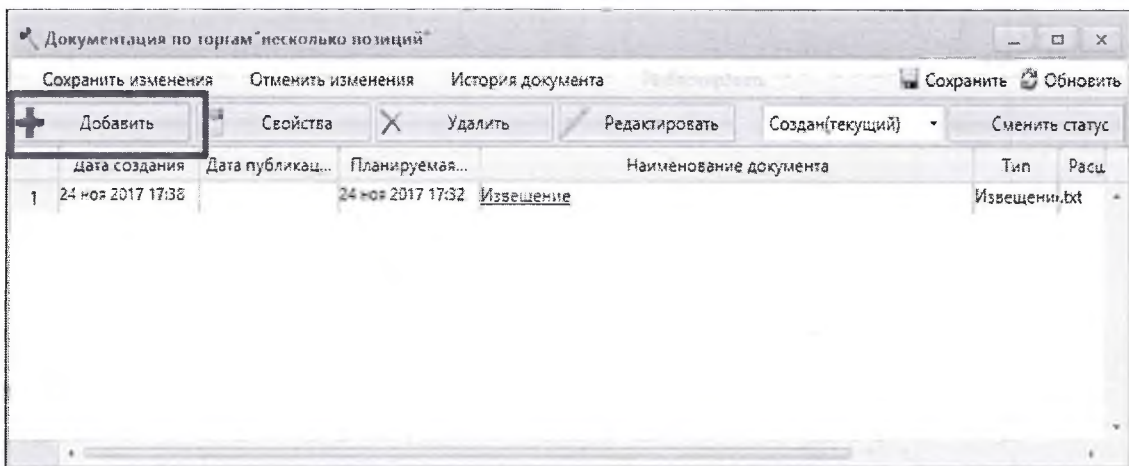 Документация по торгам "несколько позиций"
Сохранить изменения Отменить изменения История документа Сохранить Обновить
Добавить Свойства Удалить Редактировать Создан(текущий) Сменить статус
Дата создания Дата публикац... Планируемая... Наименование документа Тип Расш
1 24 ноя 2017 17:38 24 ноя 2017 17:32 Извещение Извещени .txt